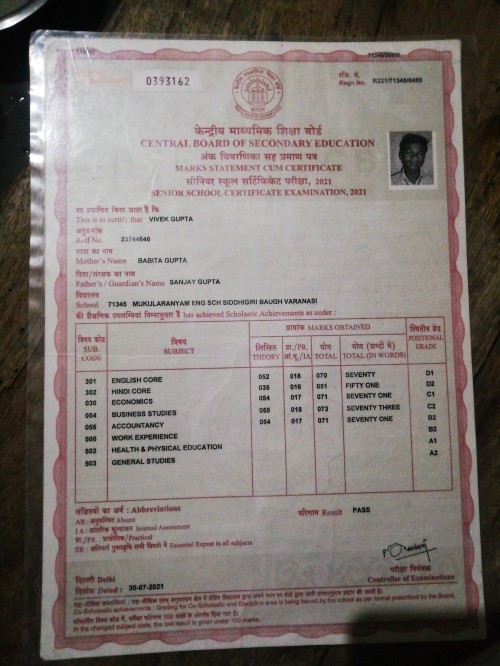 0393162
रजि. नं.
Regn.No. R221/71345/0480
केन्द्रीय माध्यमिक शिक्षा बोर्ड
CENTRAL BOARD OF SECONDARY EDUCATION
अंक विवरणिका सह प्रमाण पत्र
MARKS STATEMENT CUM CERTIFICATE
सीनियर स्कूल सर्टिफिकेट परीक्षा, 2021
SENIOR SCHOOL CERTIFICATE EXAMINATION, 2021
यह प्रमाणित किया जाता है कि
This is to certify that VIVEK GUPTA
अनुक्रमांक
Roll No. 23744646
माता का नाम
Mother's Name BABITA GUPTA
पिता/संरक्षक का नाम
Father's / Guardian's Name SANJAY GUPTA
विद्यालय
School 71345 MUKULARANYAM ENG SCH SIDDHIGIRI BAUGH VARANASI
की शैक्षिक उपलब्धियां निम्नानुसार है has achieved Scholastic Achievements as under :
विषय कोड SUB. CODE विषय SUBJECT प्राप्तांक MARKS OBTAINED स्थितीय ग्रेड POSITIONAL GRADE
लिखित THEORY प्रा./PR. आं.मू./IA योग TOTAL योग (शब्दों में) TOTAL (IN WORDS)
301 ENGLISH CORE 052 018 070 SEVENTY D1
302 HINDI CORE 035 016 051 FIFTY ONE D2
030 ECONOMICS 054 017 071 SEVENTY ONE C1
054 BUSINESS STUDIES 055 018 073 SEVENTY THREE C2
055 ACCOUNTANCY 054 017 071 SEVENTY ONE B2
500 WORK EXPERIENCE B2
502 HEALTH & PHYSICAL EDUCATION A1
503 GENERAL STUDIES A2
संक्षिप्तियों का अर्थ : Abbreviations
परिणाम Result PASS
AB : अनुपस्थित Absent
IA : आंतरिक मूल्यांकन Internal Assessment
प्रा./PR. : प्रायोगिक/Practical
ER : अनिवार्य पुनरावृत्ति सभी विषयों में Essential Repeat in all subjects
दिल्ली Delhi
दिनांक Dated : 30-07-2021
परीक्षा नियंत्रक
Controller of Examinations
Co-Scholastic achievements : Grading for Co-Scholastic and Discipline area is being issued by the school as per format prescribed by the Board.
In the changed subject code, the total result is given under 100 marks.